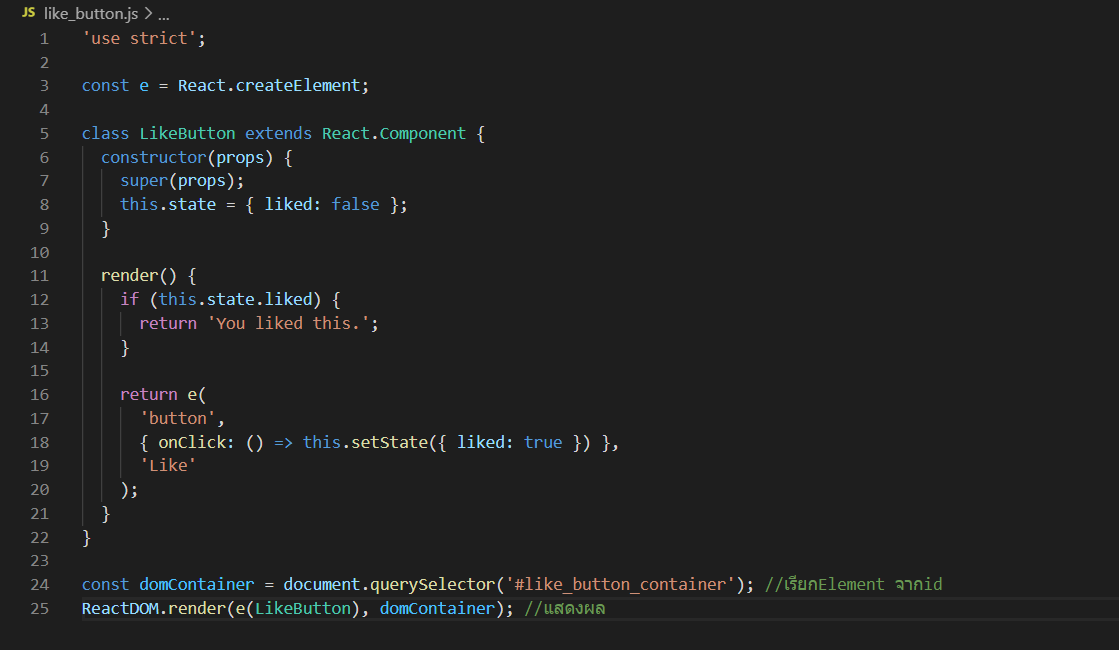 JS like_button.js > ...
1 'use strict';
2
3 const e = React.createElement;
4
5 class LikeButton extends React.Component {
6 constructor(props) {
7 super(props);
8 this.state = { liked: false };
9 }
10
11 render() {
12 if (this.state.liked) {
13 return 'You liked this.';
14 }
15
16 return e(
17 'button',
18 { onClick: () => this.setState({ liked: true }) },
19 'Like'
20 );
21 }
22 }
23
24 const domContainer = document.querySelector('#like_button_container'); //เรียกElement จากid
25 ReactDOM.render(e(LikeButton), domContainer); //แสดงผล